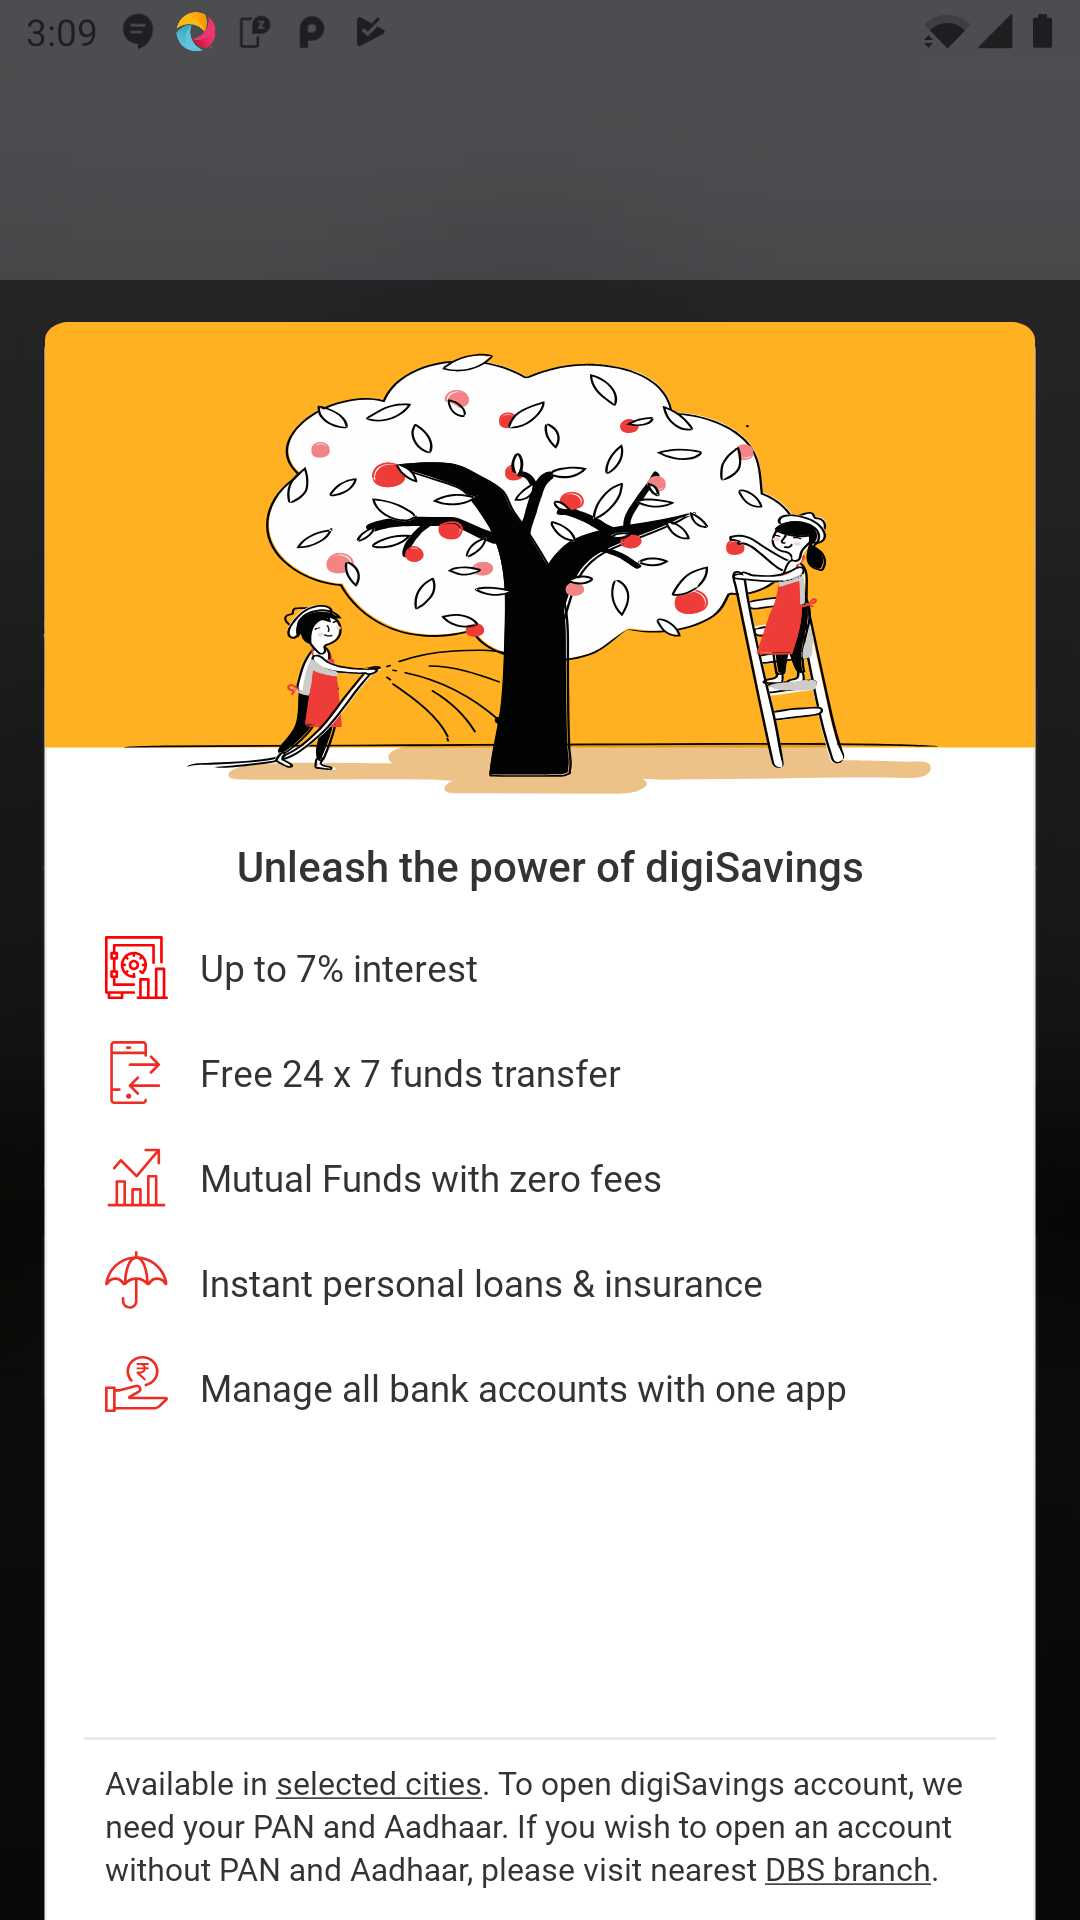 3:09
Unleash the power of digiSavings
Up to 7% interest
Free 24 x 7 funds transfer
Mutual Funds with zero fees
Instant personal loans & insurance
Manage all bank accounts with one app
Available in selected cities. To open digiSavings account, we
need your PAN and Aadhaar. If you wish to open an account
without PAN and Aadhaar, please visit nearest DBS branch.